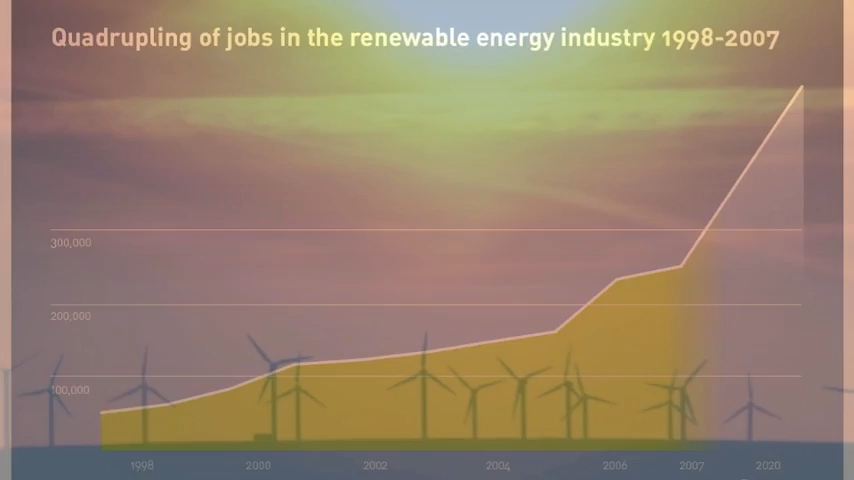 Quadrupling of jobs in the renewable energy industry 1998-2007
300,000
200,000
100,000
1998 2000 2002 2004 2006 2007 2020